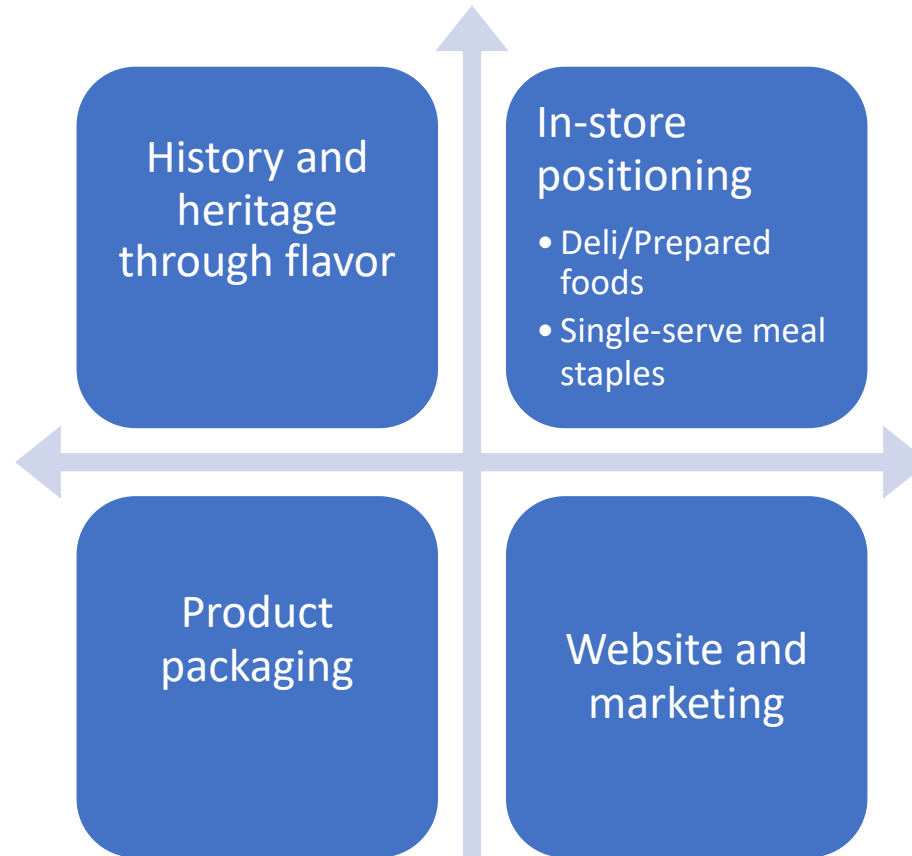 History and
heritage
through flavor
In-store
positioning
• Deli/Prepared
foods
• Single-serve meal
staples
Product
packaging
Website and
marketing